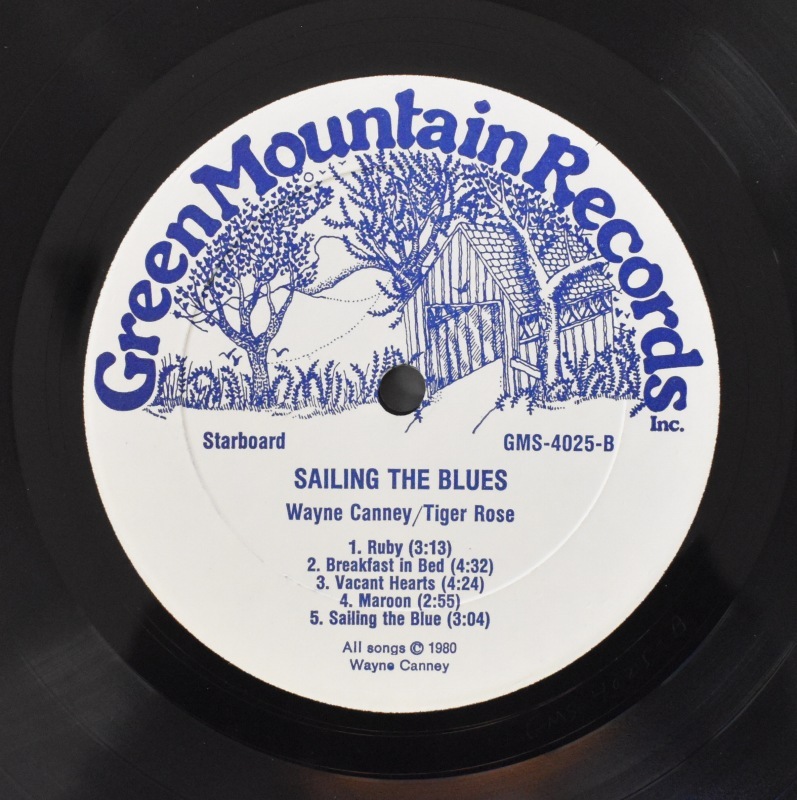 Green Mountain Records
Inc.
Starboard GMS-4025-B
SAILING THE BLUES
Wayne Canney/Tiger Rose
1. Ruby (3:13)
2. Breakfast in Bed (4:32)
3. Vacant Hearts (4:24)
4. Maroon (2:55)
5. Sailing the Blue (3:04)
All songs © 1980
Wayne Canney